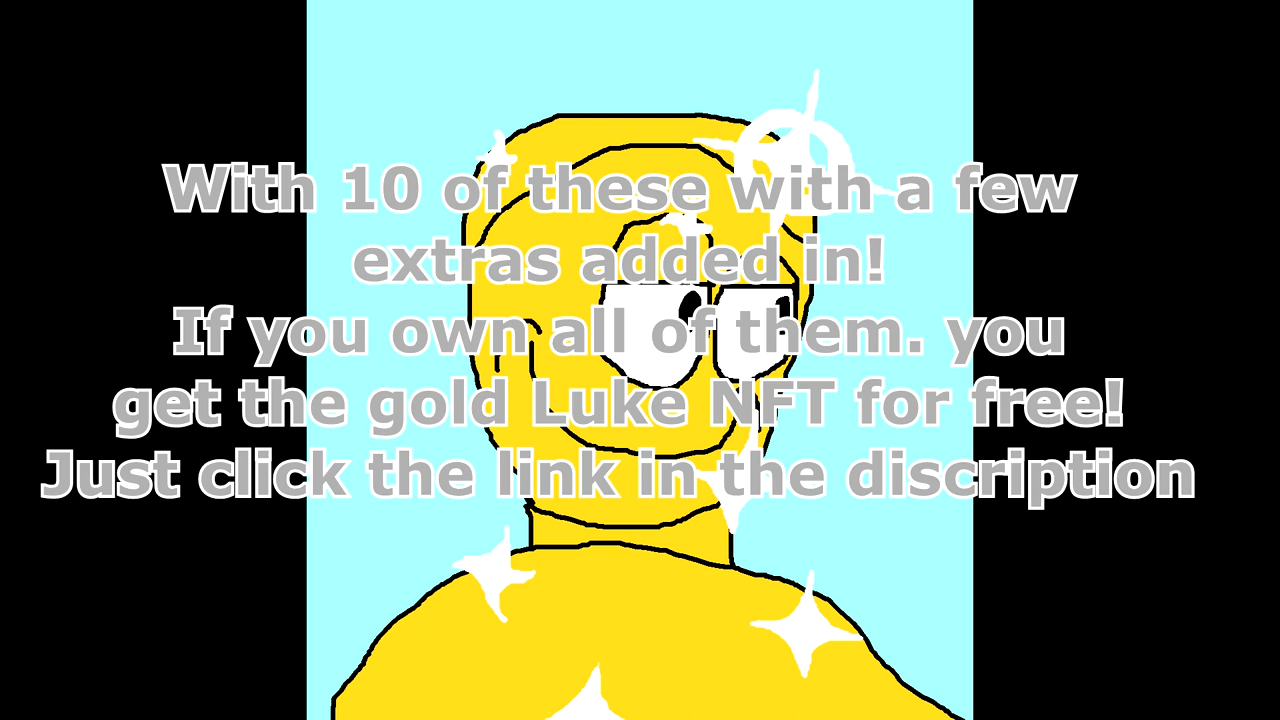 With 10 of these with a few
extras added in!
If you own all of them. you
get the gold Luke NFT for free!
Just click the link in the discription